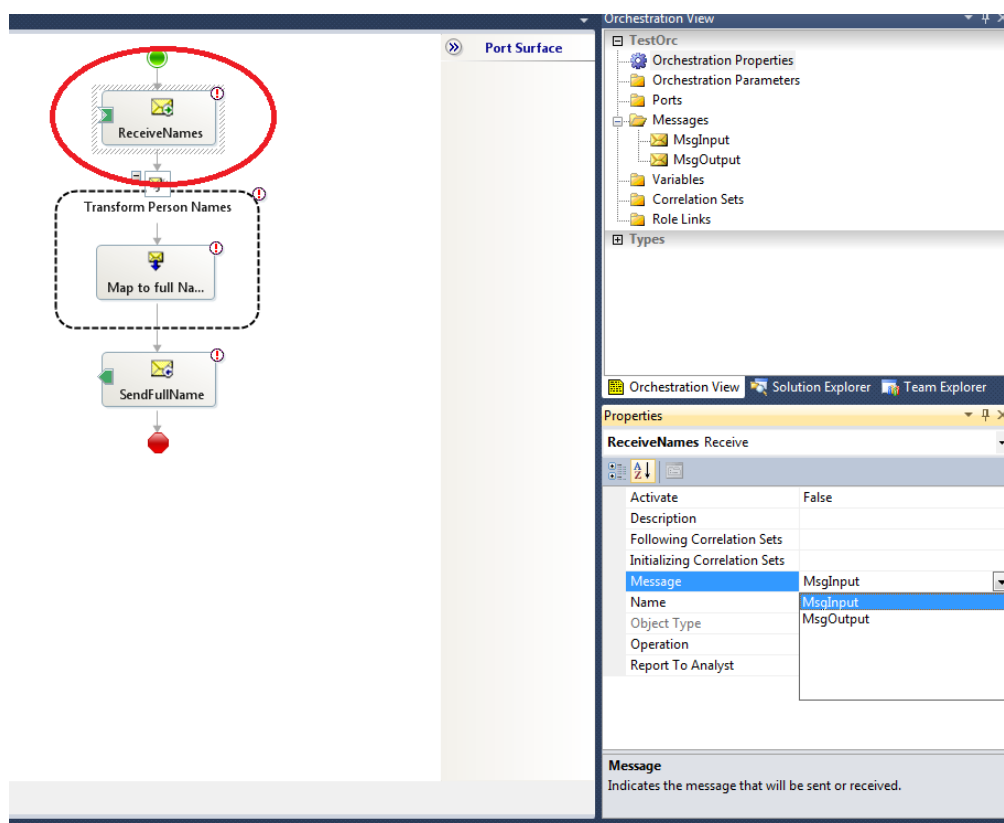 Port Surface
ReceiveNames
Transform Person Names
Map to full Na...
SendFullName
Orchestration View
TestOrc
Orchestration Properties
Orchestration Parameters
Ports
Messages
MsgInput
MsgOutput
Variables
Correlation Sets
Role Links
Types
Orchestration View Solution Explorer Team Explorer
Properties
ReceiveNames Receive
Activate False
Description
Following Correlation Sets
Initializing Correlation Sets
Message MsgInput
Name MsgInput
Object Type MsgOutput
Operation
Report To Analyst
Message
Indicates the message that will be sent or received.